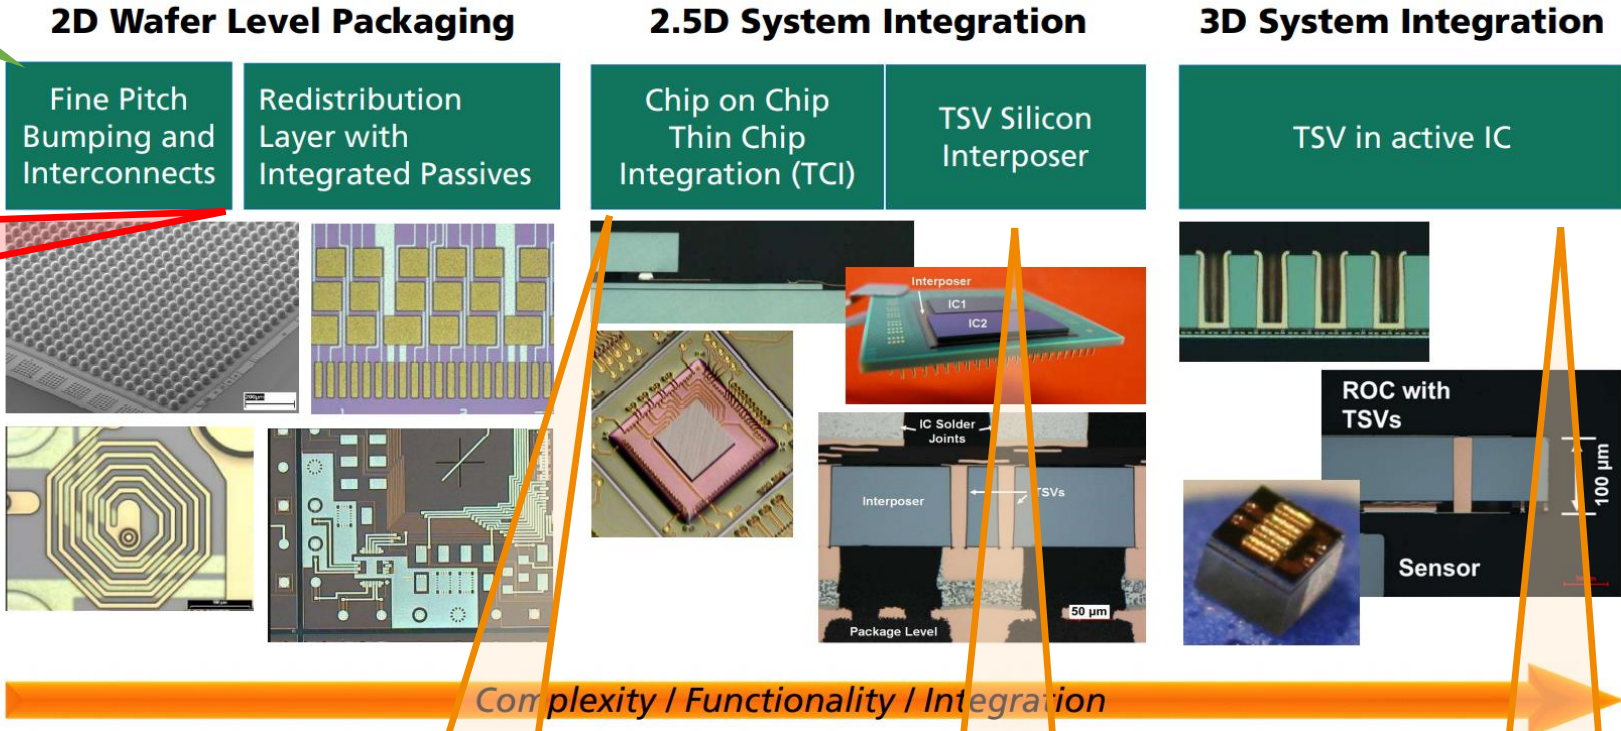 2D Wafer Level Packaging
2.5D System Integration
3D System Integration
Fine Pitch
Bumping and
Interconnects
Redistribution
Layer with
Integrated Passives
Chip on Chip
Thin Chip
Integration (TCI)
TSV Silicon
Interposer
TSV in active IC
200µm
Interposer
IC1
IC2
IC Solder
Joints
Interposer
TSVs
50 µm
Package Level
ROC with
TSVs
100 µm
Sensor
Complexity / Functionality / Integration